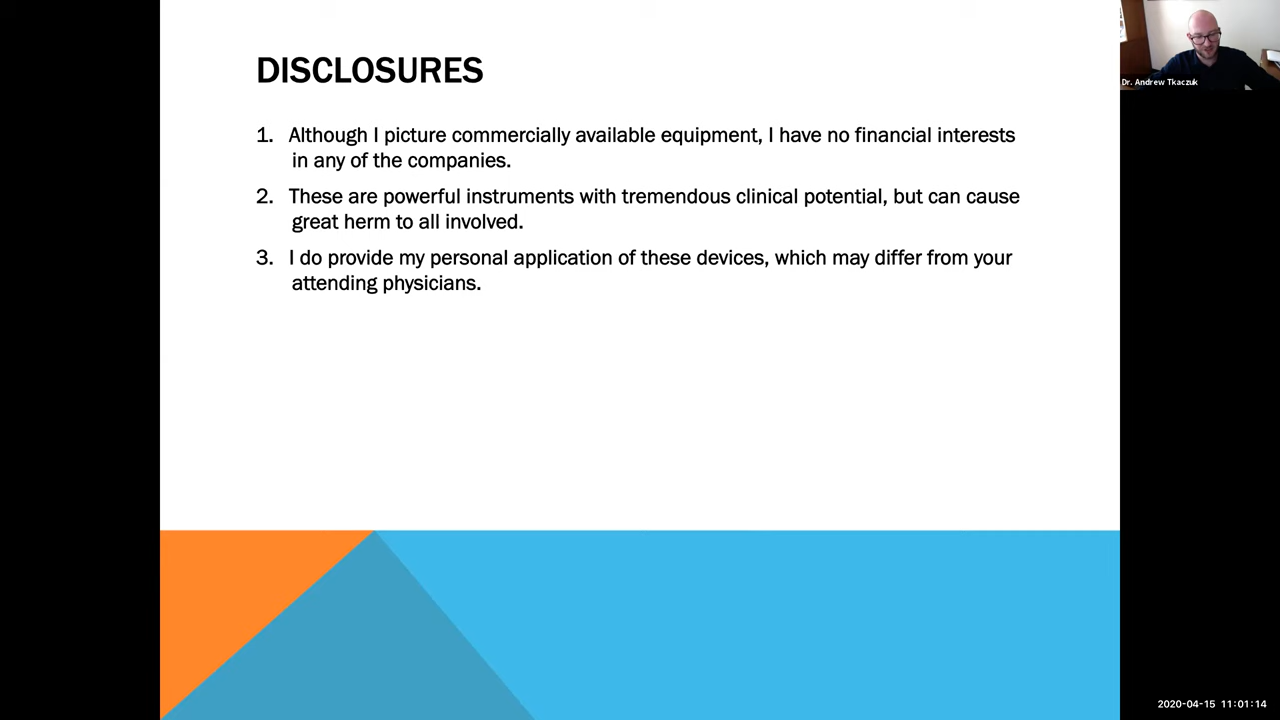 DISCLOSURES
1. Although I picture commercially available equipment, I have no financial interests
in any of the companies.
2. These are powerful instruments with tremendous clinical potential, but can cause
great herm to all involved.
3. I do provide my personal application of these devices, which may differ from your
attending physicians.
Dr. Andrew Tkaczuk
2020-04-15 11:01:14